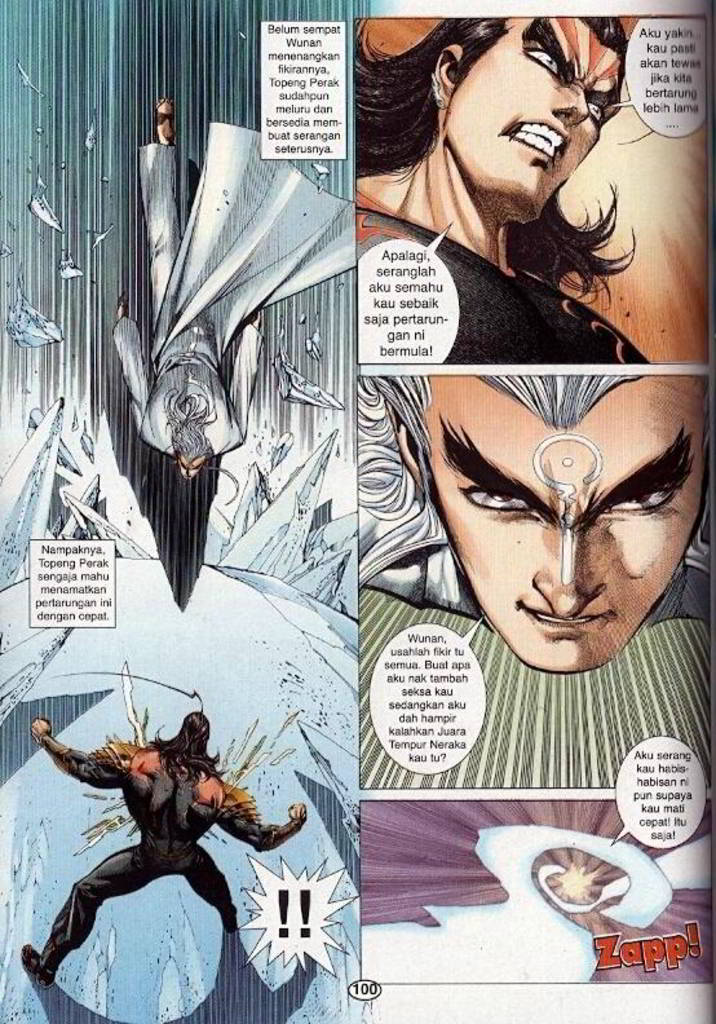 Belum sempat
Wunan
menenangkan
fikirannya,
Topeng Perak
sudahpun
meluru dan
bersedia mem-
buat serangan
seterusnya.
Nampaknya,
Topeng Perak
sengaja mahu
menamatkan
pertarungan ini
dengan cepat.
!!
Aku yakin...
kau pasti
akan tewas
jika kita
bertarung
lebih lama
....
Apalagi,
seranglah
aku semahu
kau sebaik
saja pertarun-
gan ni
bermula!
Wunan,
usahlah fikir tu
semua. Buat apa
aku nak tambah
seksa kau
sedangkan aku
dah hampir
kalahkan Juara
Tempur Neraka
kau tu?
Aku serang
kau habis-
habisan ni
pun supaya
kau mati
cepat! Itu
saja!
Zapp!
100